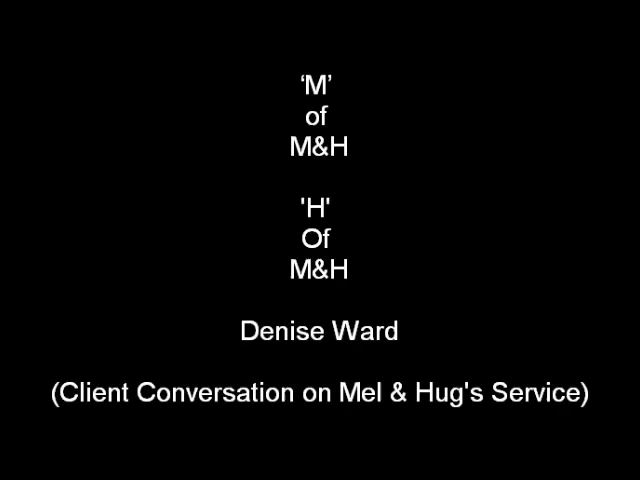 ‘M’
of
M&H
'H'
Of
M&H
Denise Ward
(Client Conversation on Mel & Hug's Service)